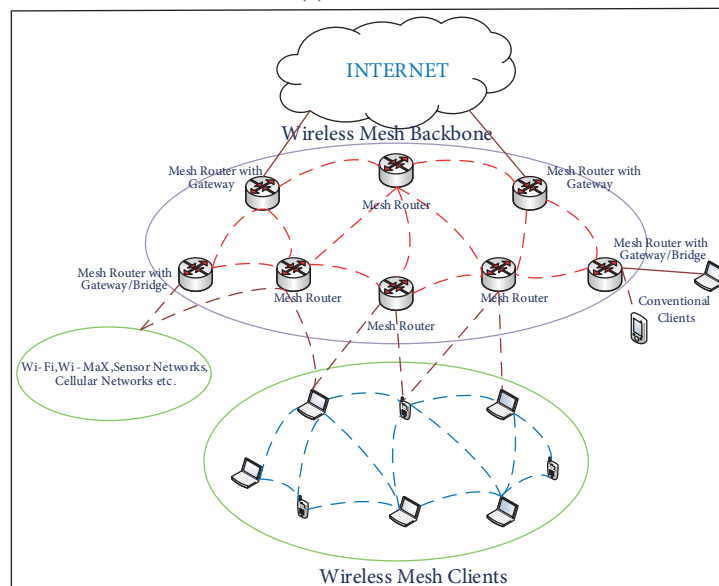 INTERNET
Wireless Mesh Backbone
Mesh Router with
Gateway
Mesh Router
Mesh Router with
Gateway
Mesh Router with
Gateway/Bridge
Mesh Router
Mesh Router
Mesh Router
Mesh Router with
Gateway/Bridge
Conventional
Clients
Wi-Fi,Wi-MaX,Sensor Networks,
Cellular Networks etc.
Wireless Mesh Clients